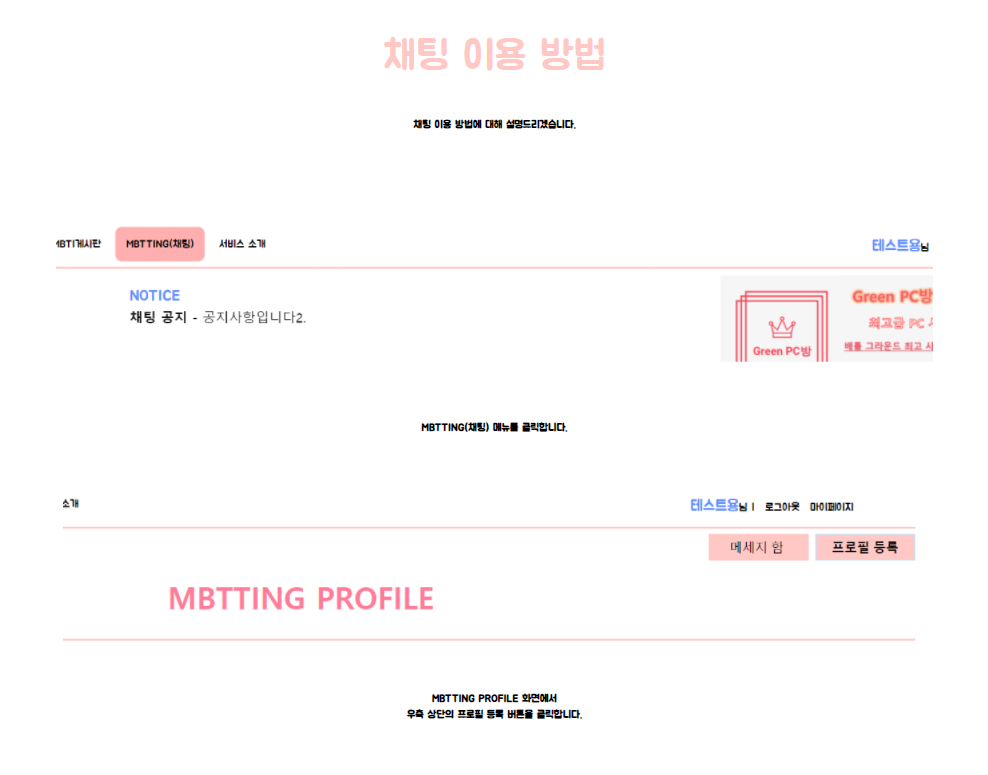 채팅 이용 방법
채팅 이용 방법에 대해 설명드리겠습니다.
MBTI게시판 MBTTING(채팅) 서비스 소개 테스트용님
NOTICE
채팅 공지 - 공지사항입니다2.
Green PC방
최고급 PC
Green PC방
배틀 그라운드 최고 사
MBTTING(채팅) 메뉴를 클릭합니다.
소개 테스트용님 | 로그아웃 마이페이지
메세지 함 프로필 등록
MBTTING PROFILE
MBTTING PROFILE 화면에서
우측 상단의 프로필 등록 버튼을 클릭합니다.